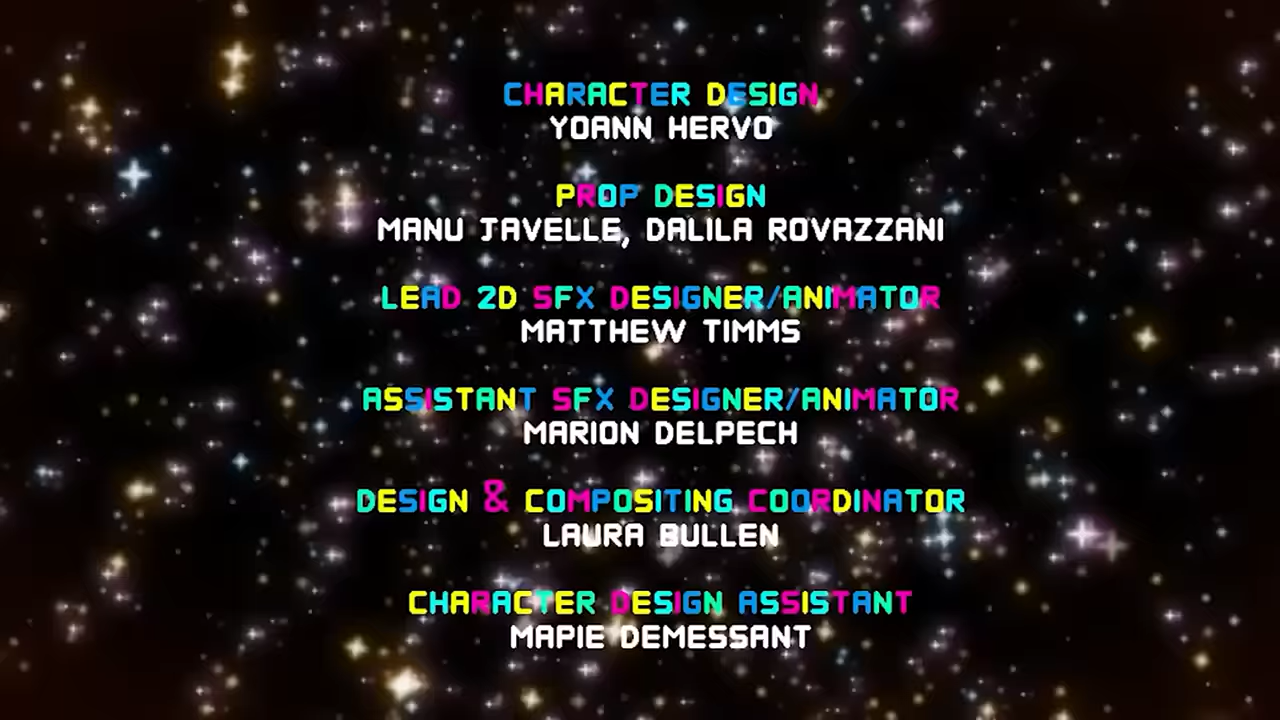 CHARACTER DESIGN
YOANN HERVO
PROP DESIGN
MANU JAVELLE, DALILA ROVAZZANI
LEAD 2D SFX DESIGNER/ANIMATOR
MATTHEW TIMMS
ASSISTANT SFX DESIGNER/ANIMATOR
MARION DELPECH
DESIGN & COMPOSITING COORDINATOR
LAURA BULLEN
CHARACTER DESIGN ASSISTANT
MAPIE DEMESSANT